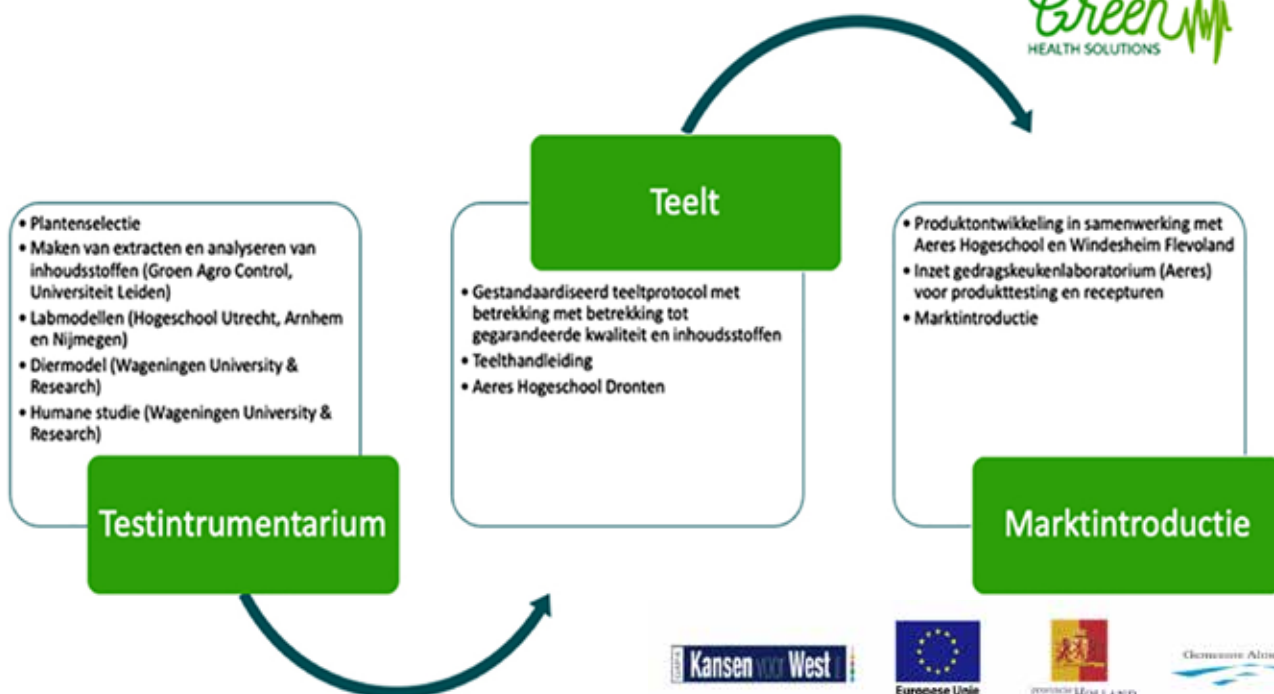 Green
HEALTH SOLUTIONS
• Plantenselectie
• Maken van extracten en analyseren van
inhoudsstoffen (Groen Agro Control,
Universiteit Leiden)
• Labmodellen (Hogeschool Utrecht, Arnhem
en Nijmegen)
• Diermodel (Wageningen University &
Research)
• Humane studie (Wageningen University &
Research)
Testintrumentarium
Teelt
• Gestandaardiseerd teeltprotocol met
betrekking met betrekking tot
gegarandeerde kwaliteit en inhoudsstoffen
• Teelthandleiding
• Aeres Hogeschool Dronten
• Produktontwikkeling in samenwerking met
Aeres Hogeschool en Windesheim Flevoland
• Inzet gedragskeukenlaboratorium (Aeres)
voor produkttesting en recepturen
• Marktintroductie
Marktintroductie
Kansen voor West
Europese Unie
HOLLAND
Gemeente